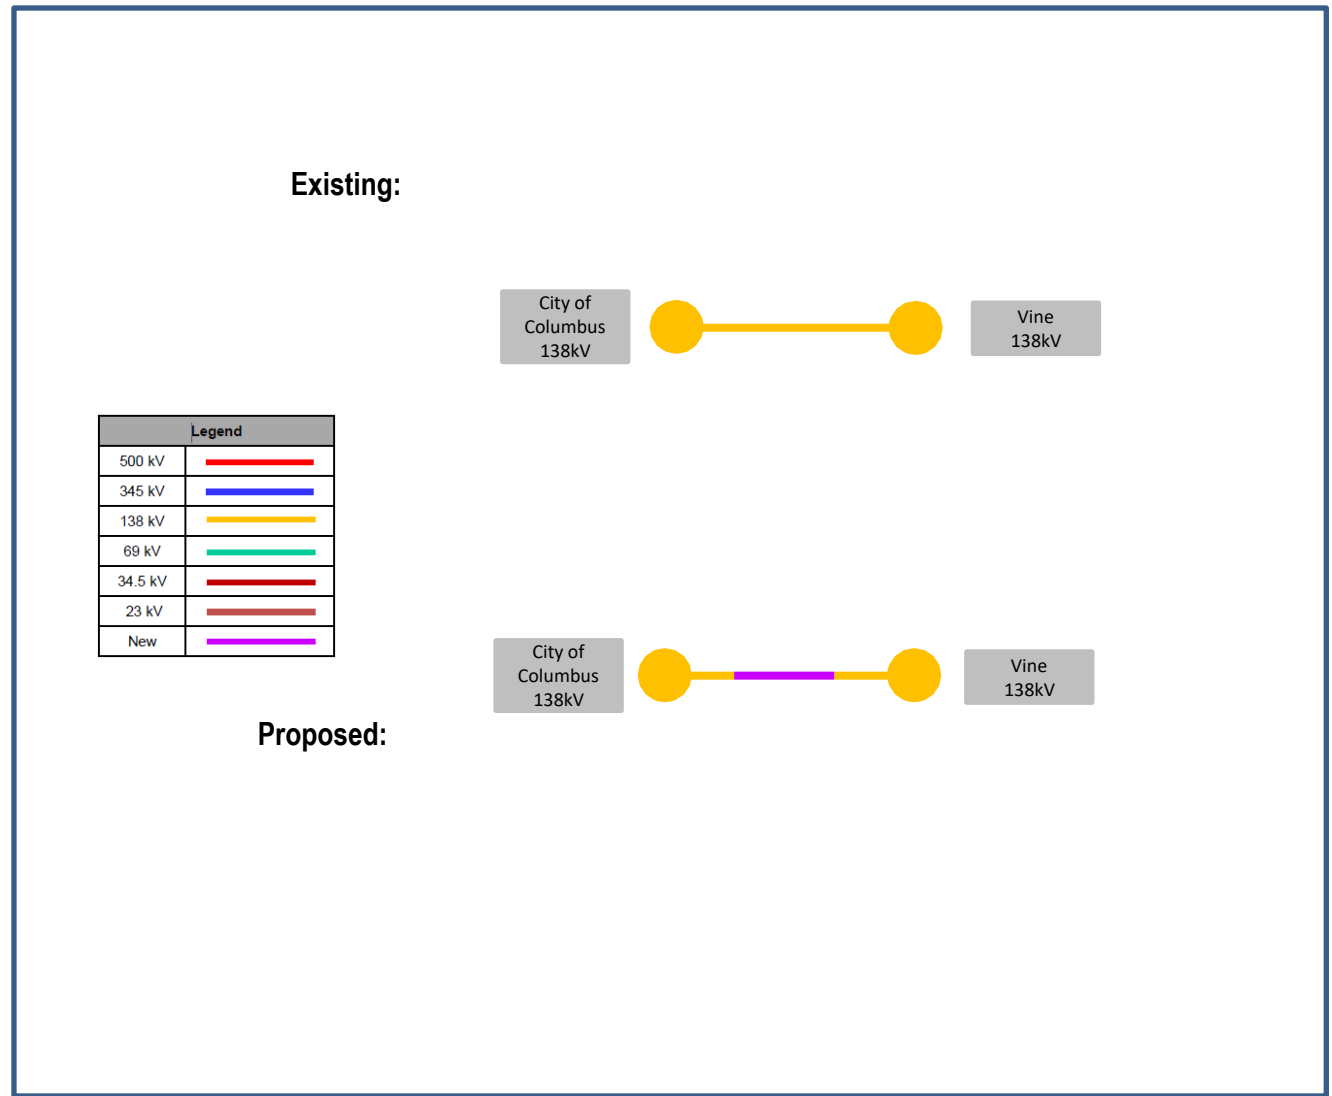 Existing:
City of
Columbus
138kV
Vine
138kV
Legend
500 kV
345 kV
138 kV
69 kV
34.5 kV
23 kV
New
City of
Columbus
138kV
Vine
138kV
Proposed: